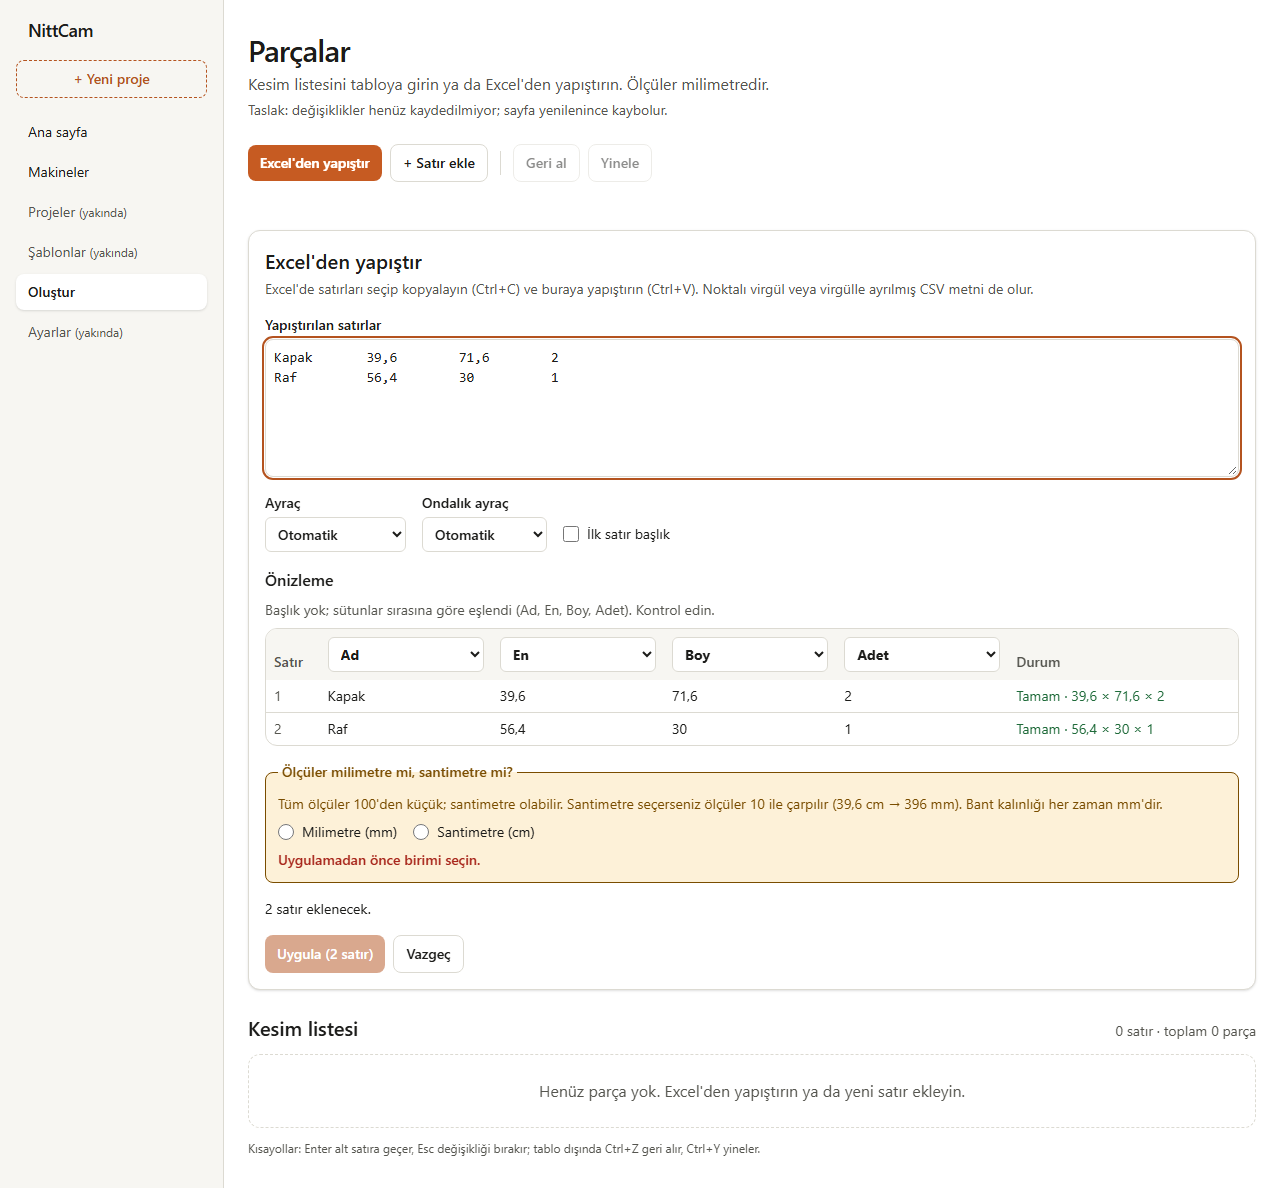 NittCam
+ Yeni proje
Ana sayfa
Makineler
Projeler (yakında)
Şablonlar (yakında)
Oluştur
Ayarlar (yakında)
Parçalar
Kesim listesini tabloya girin ya da Excel'den yapıştırın. Ölçüler milimetredir.
Taslak: değişiklikler henüz kaydedilmiyor; sayfa yenilenince kaybolur.
Excel'den yapıştır
+ Satır ekle
Geri al
Yinele
Excel'den yapıştır
Excel'de satırları seçip kopyalayın (Ctrl+C) ve buraya yapıştırın (Ctrl+V). Noktalı virgül veya virgülle ayrılmış CSV metni de olur.
Yapıştırılan satırlar
Kapak 39,6 71,6 2
Raf 56,4 30 1
Ayraç Ondalık ayraç
Otomatik Otomatik İlk satır başlık
Önizleme
Başlık yok; sütunlar sırasına göre eşlendi (Ad, En, Boy, Adet). Kontrol edin.
Satır Ad En Boy Adet Durum
1 Kapak 39,6 71,6 2 Tamam · 39,6 × 71,6 × 2
2 Raf 56,4 30 1 Tamam · 56,4 × 30 × 1
Ölçüler milimetre mi, santimetre mi?
Tüm ölçüler 100'den küçük; santimetre olabilir. Santimetre seçerseniz ölçüler 10 ile çarpılır (39,6 cm → 396 mm). Bant kalınlığı her zaman mm'dir.
Milimetre (mm) Santimetre (cm)
Uygulamadan önce birimi seçin.
2 satır eklenecek.
Uygula (2 satır) Vazgeç
Kesim listesi 0 satır · toplam 0 parça
Henüz parça yok. Excel'den yapıştırın ya da yeni satır ekleyin.
Kısayollar: Enter alt satıra geçer, Esc değişikliği bırakır; tablo dışında Ctrl+Z geri alır, Ctrl+Y yineler.